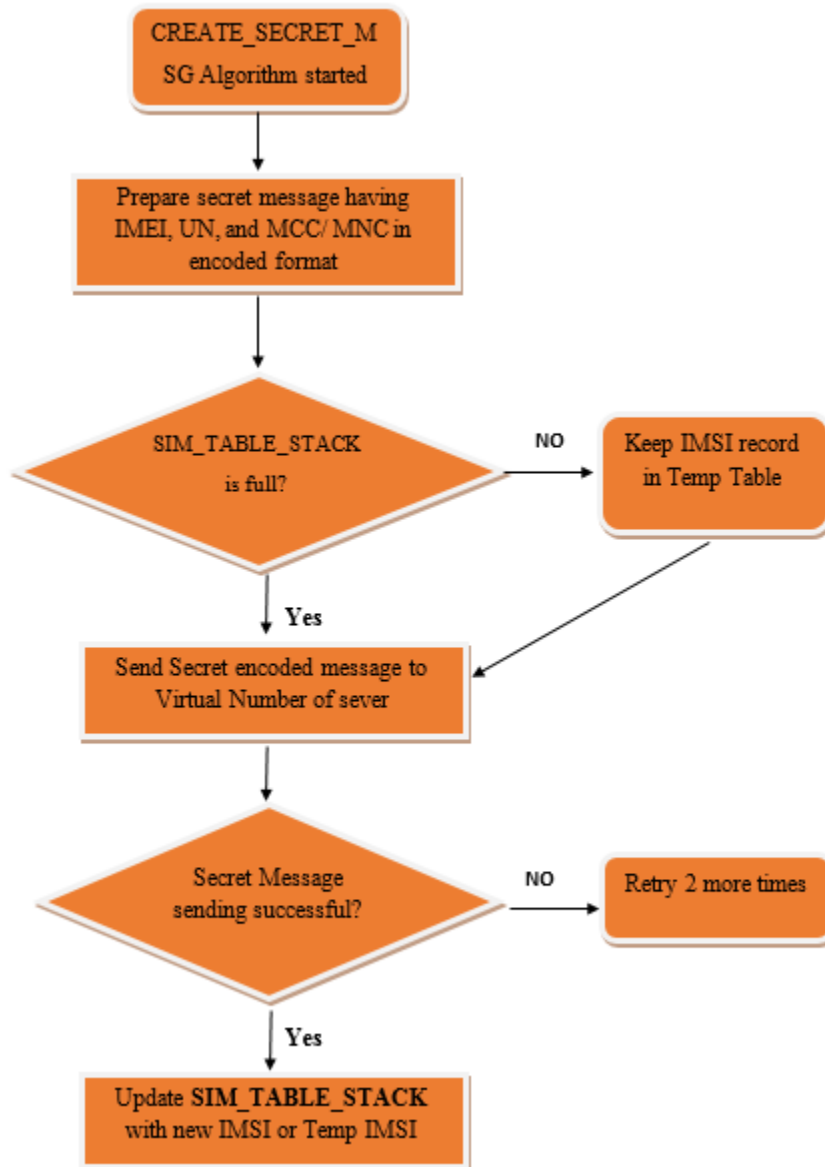 CREATE_SECRET_M
SG Algorithm started
Prepare secret message having
IMEI, UN, and MCC/ MNC in
encoded format
SIM_TABLE_STACK
is full?
NO
Keep IMSI record
in Temp Table
Yes
Send Secret encoded message to
Virtual Number of sever
Secret Message
sending successful?
NO
Retry 2 more times
Yes
Update SIM_TABLE_STACK
with new IMSI or Temp IMSI